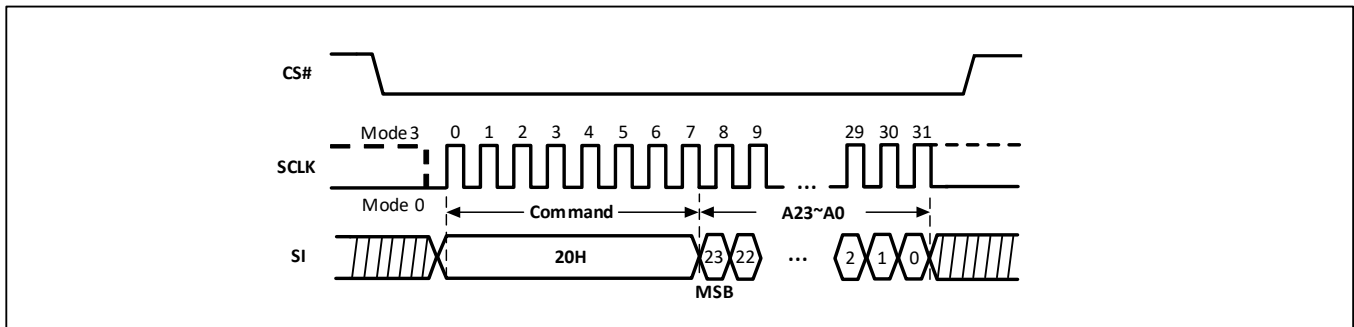 CS#
Mode 3 0 1 2 3 4 5 6 7 8 9 29 30 31
SCLK
...
Mode 0 Command A23~A0
SI 20H 23 22 ... 2 1 0
MSB